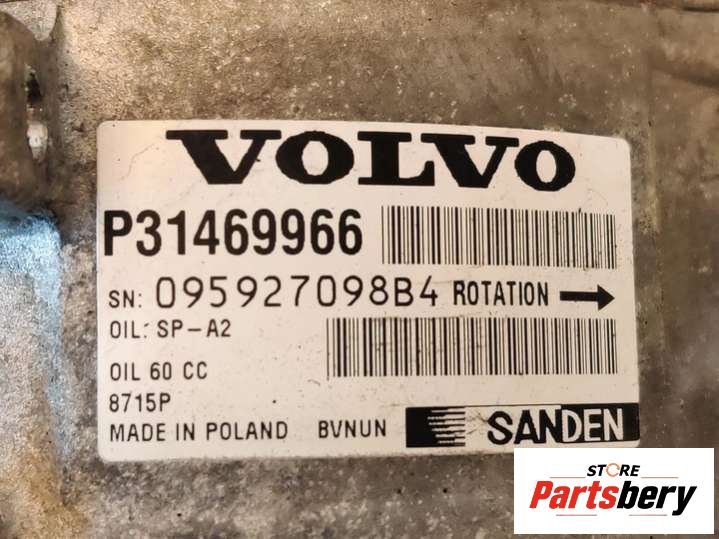 VOLVO
P31469966
SN: 095927098B4 ROTATION →
OIL: SP-A2
OIL 60 CC
8715P
MADE IN POLAND BVNUN SANDEN
STORE
Partsbery